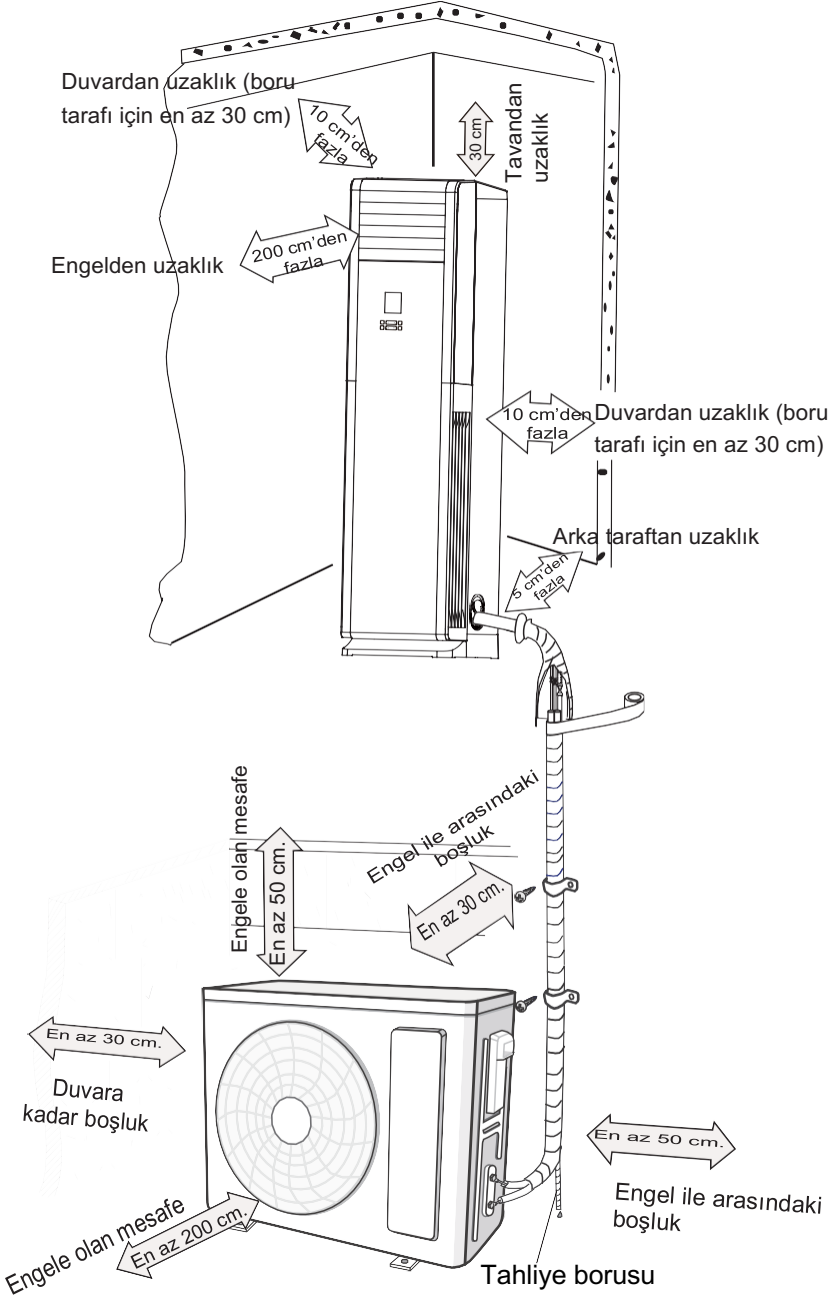 Duvardan uzaklık (boru
tarafı için en az 30 cm)
10 cm'den
fazla
30 cm
Tavandan
uzaklık
Engelden uzaklık
200 cm'den
fazla
10 cm'den
fazla
Duvardan uzaklık (boru
tarafı için en az 30 cm)
Arka taraftan uzaklık
5 cm'den
fazla
Engele olan mesafe
En az 50 cm.
Engel ile arasındaki
boşluk
En az 30 cm.
En az 30 cm.
Duvara
kadar boşluk
En az 50 cm.
Engel ile arasındaki
boşluk
Engele olan mesafe
En az 200 cm.
Tahliye borusu